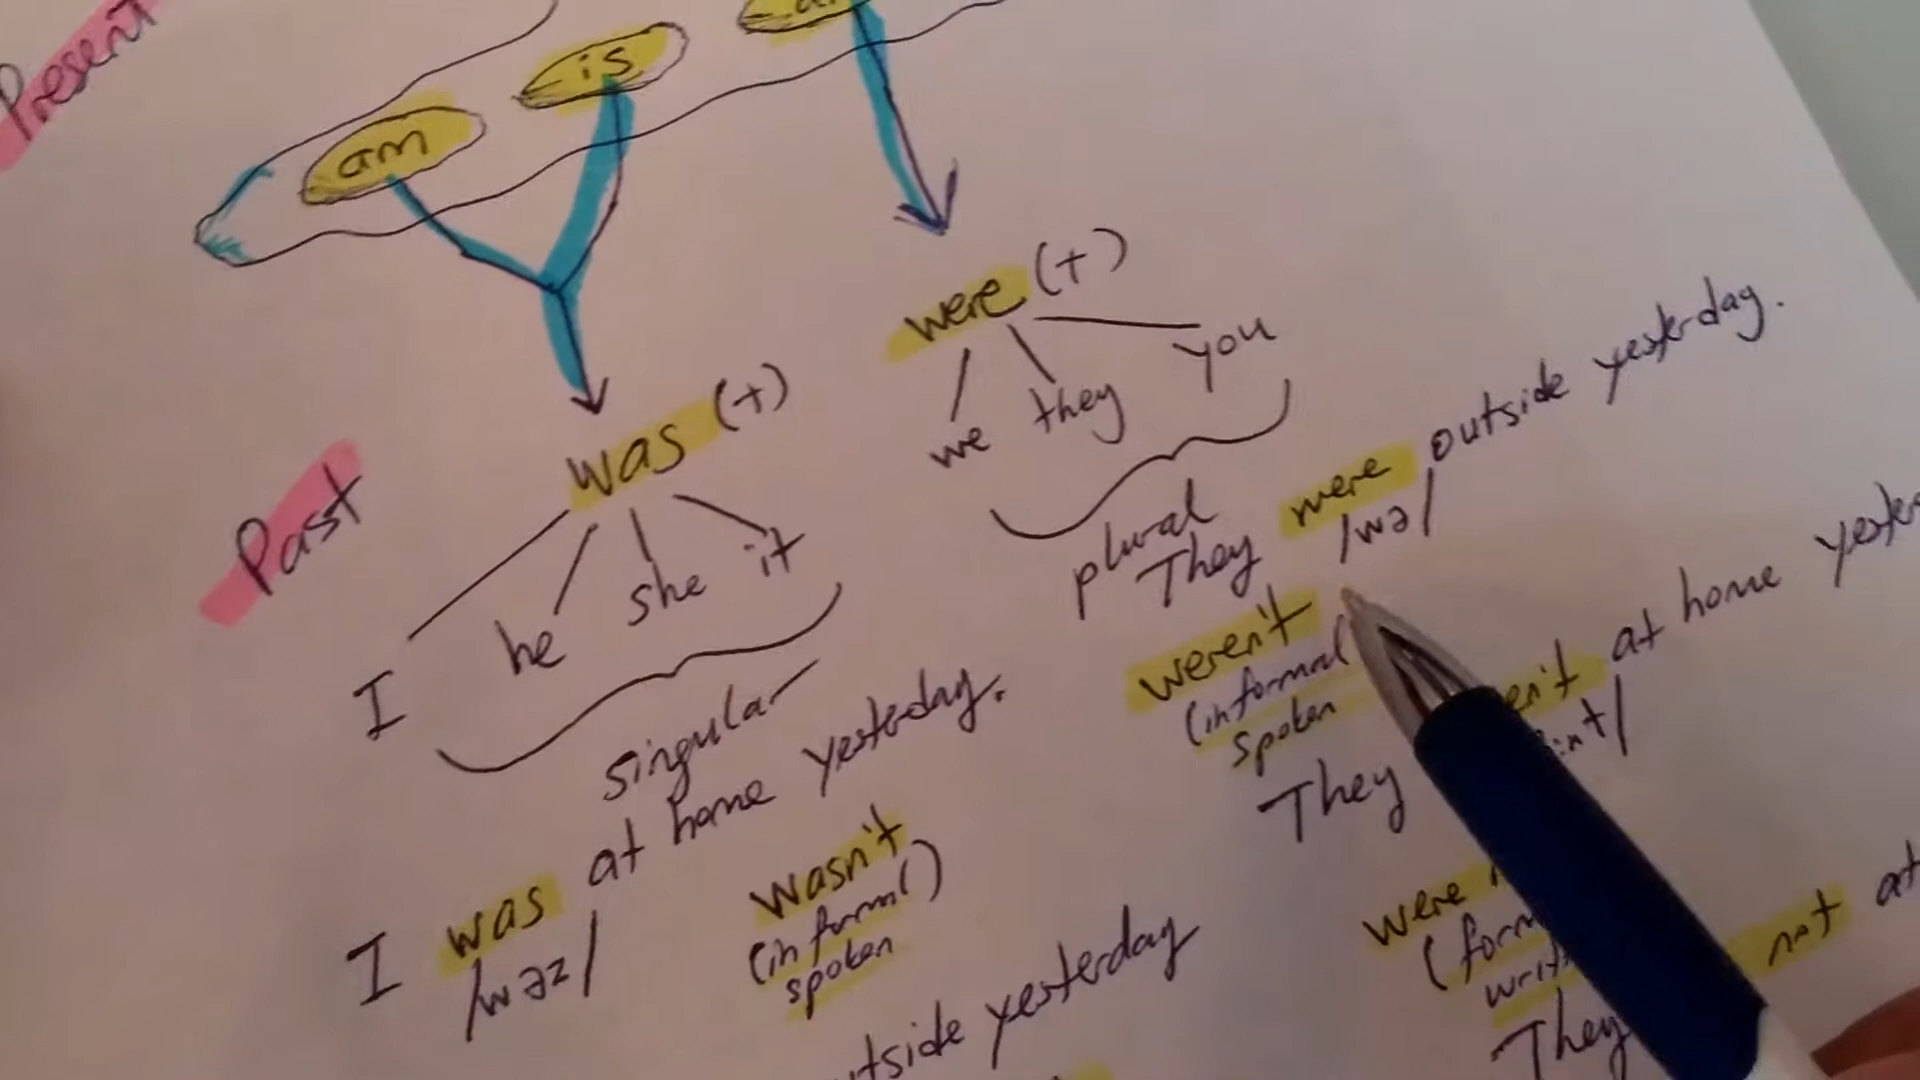 Present
am
is
were (+)
we they you
plural
They were outside yesterday.
/wə/
weren't
(informal
spoken
They
at home
Past
was (+)
I he she it
singular
I was at home yesterday.
/wəz/
wasn't
(informal)
spoken
outside yesterday
were
not at
They